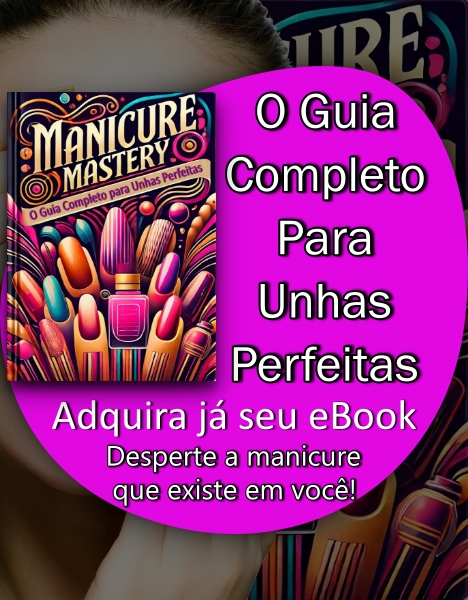 MANICURE
MASTERY
O Guia Completo para Unhas Perfeitas
O Guia
Completo
Para
Unhas
Perfeitas
Adquira já seu eBook
Desperte a manicure
que existe em você!
URE